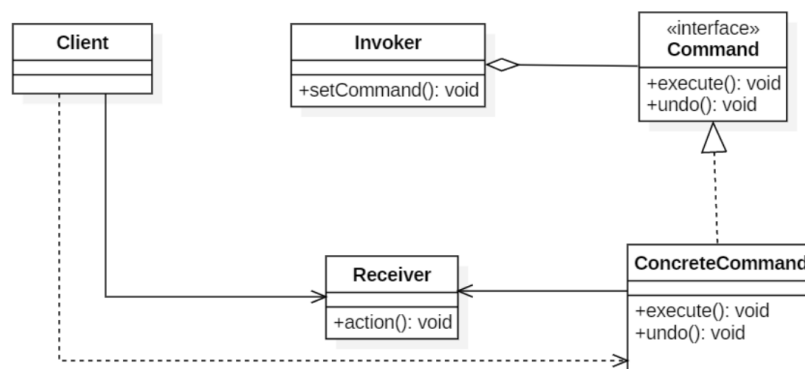 Client
Invoker
+setCommand(): void
«interface»
Command
+execute(): void
+undo(): void
Receiver
+action(): void
ConcreteCommand
+execute(): void
+undo(): void